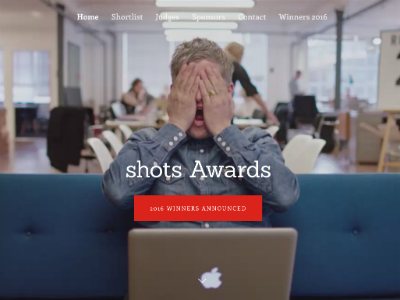 Home Shortlist Judges Sponsors Contact Winners 2016
shots Awards
2016 WINNERS ANNOUNCED